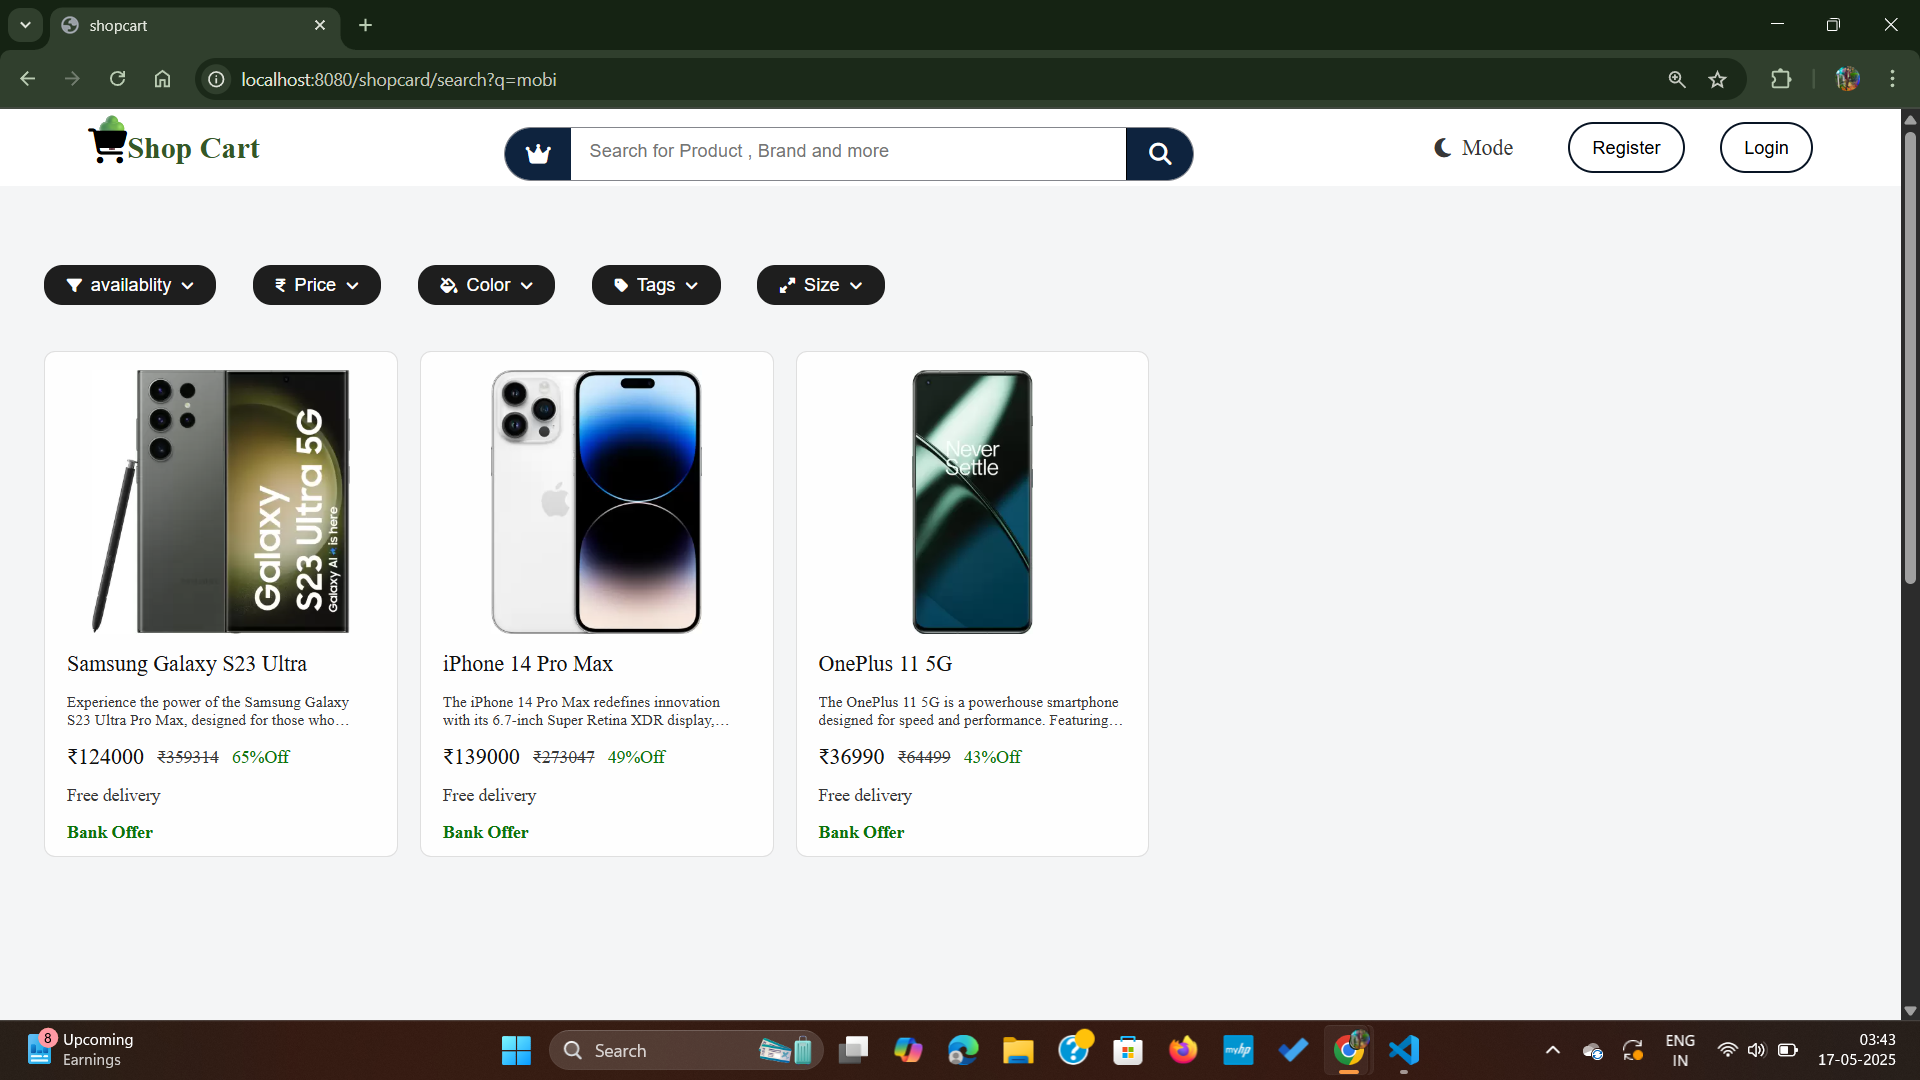 shopcart
localhost:8080/shopcard/search?q=mobi
Shop Cart
Search for Product , Brand and more
Mode
Register
Login
availablity
₹ Price
Color
Tags
Size
Galaxy
S23 Ultra 5G
Galaxy AI is here
Never
Settle
Samsung Galaxy S23 Ultra
Experience the power of the Samsung Galaxy
S23 Ultra Pro Max, designed for those who…
₹124000 ₹359314 65%Off
Free delivery
Bank Offer
iPhone 14 Pro Max
The iPhone 14 Pro Max redefines innovation
with its 6.7-inch Super Retina XDR display,…
₹139000 ₹273047 49%Off
Free delivery
Bank Offer
OnePlus 11 5G
The OnePlus 11 5G is a powerhouse smartphone
designed for speed and performance. Featuring…
₹36990 ₹64499 43%Off
Free delivery
Bank Offer
8
Upcoming
Earnings
Search
myhp
ENG
IN
03:43
17-05-2025